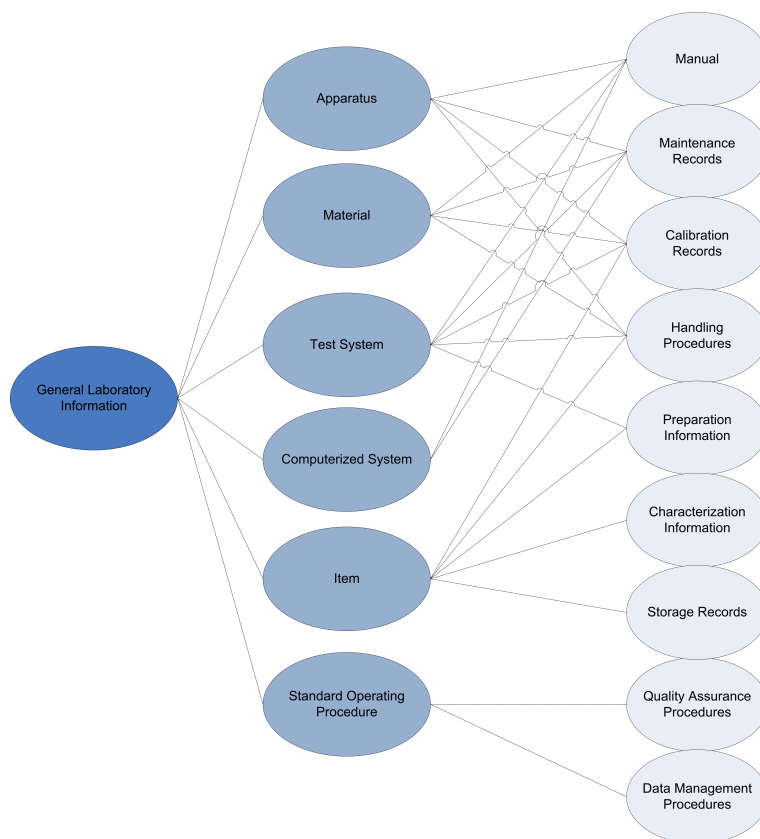 General Laboratory
Information
Apparatus
Material
Test System
Computerized System
Item
Standard Operating
Procedure
Manual
Maintenance
Records
Calibration
Records
Handling
Procedures
Preparation
Information
Characterization
Information
Storage Records
Quality Assurance
Procedures
Data Management
Procedures